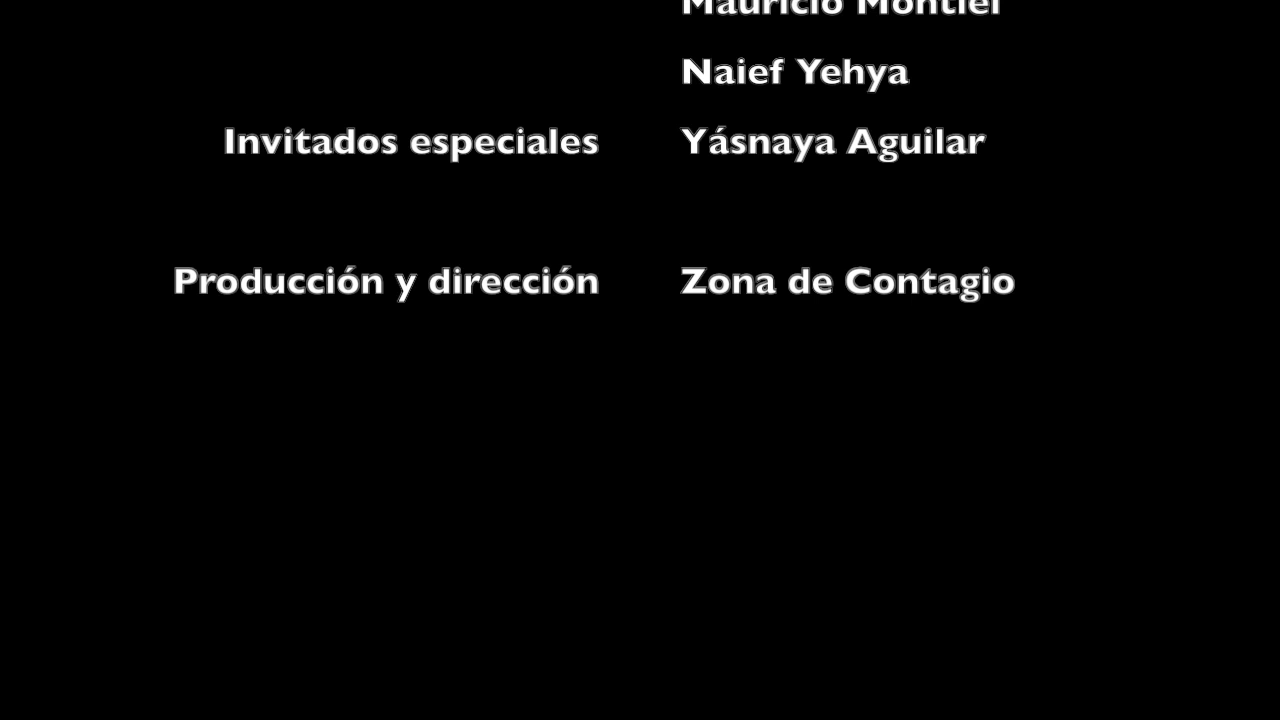 Mauricio Montiel
Naief Yehya
Invitados especiales Yásnaya Aguilar
Producción y dirección Zona de Contagio